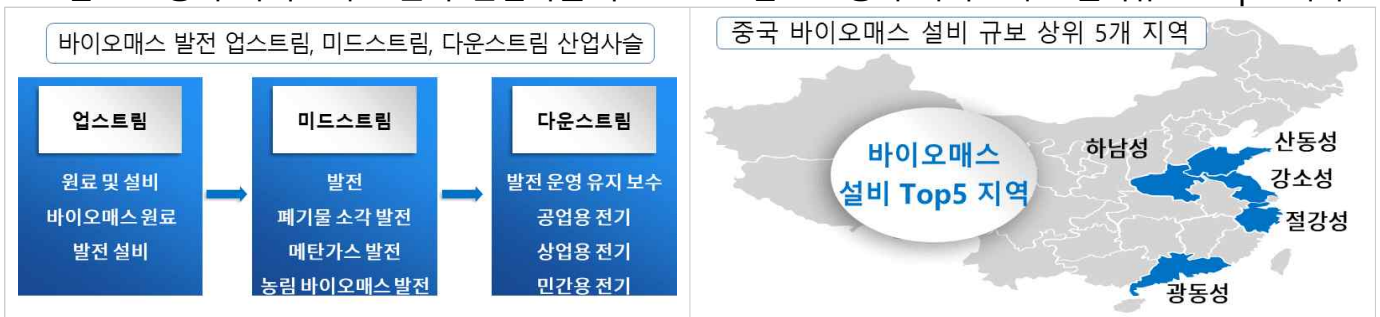 바이오매스 발전 업스트림, 미드스트림, 다운스트림 산업사슬
업스트림
원료 및 설비
바이오매스 원료
발전 설비
미드스트림
발전
폐기물 소각 발전
메탄가스 발전
농림 바이오매스 발전
다운스트림
발전 운영 유지 보수
공업용 전기
상업용 전기
민간용 전기
중국 바이오매스 설비 규보 상위 5개 지역
바이오매스
설비 Top5 지역
하남성
산동성
강소성
절강성
광동성